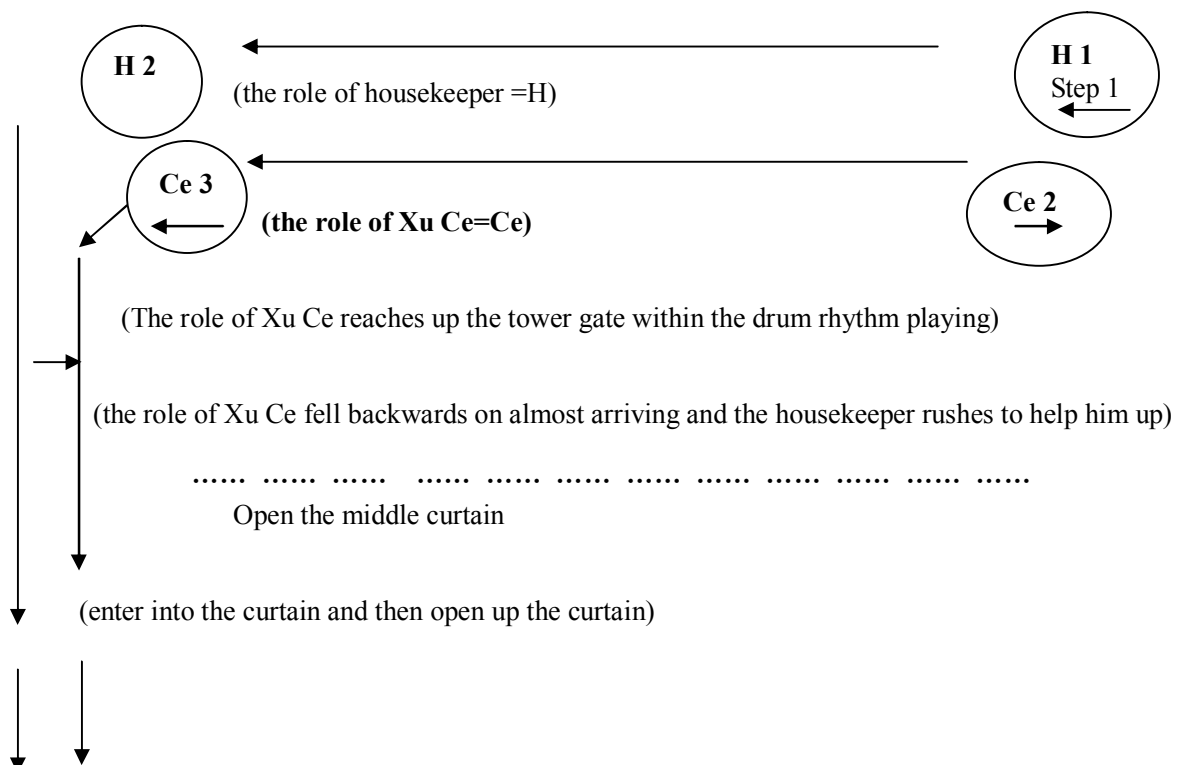 H 2
H 1
Step 1
(the role of housekeeper =H)
Ce 3
Ce 2
(the role of Xu Ce=Ce)
(The role of Xu Ce reaches up the tower gate within the drum rhythm playing)
(the role of Xu Ce fell backwards on almost arriving and the housekeeper rushes to help him up)
…… …… …… …… …… …… …… …… …… …… …… ……
Open the middle curtain
(enter into the curtain and then open up the curtain)